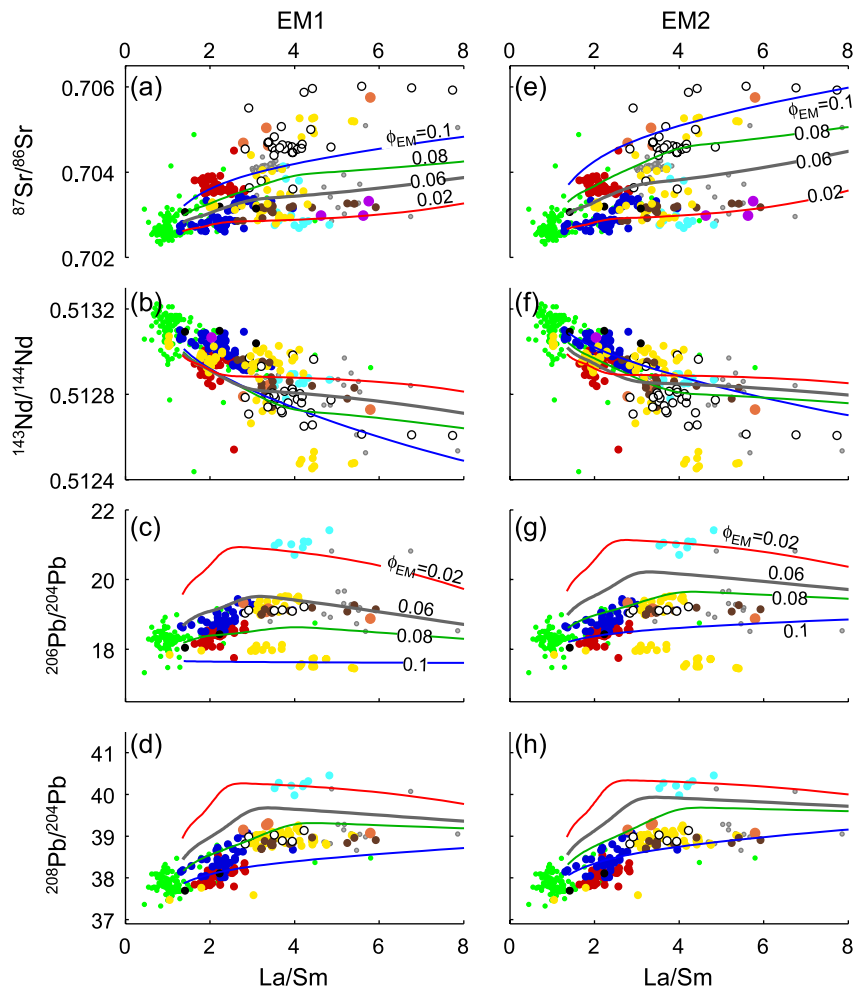 EM1 EM2
0 2 4 6 8 0 2 4 6 8
(a) (e)
0.706
0.704
0.702
87Sr/86Sr
ϕEM=0.1
0.08
0.06
0.02
ϕEM=0.1
0.08
0.06
0.02
(b) (f)
0.5132
0.5128
0.5124
143Nd/144Nd
(c) (g)
22
20
18
206Pb/204Pb
ϕEM=0.02
0.06
0.08
0.1
ϕEM=0.02
0.06
0.08
0.1
(d) (h)
41
40
39
38
37
208Pb/204Pb
0 2 4 6 8 0 2 4 6 8
La/Sm La/Sm